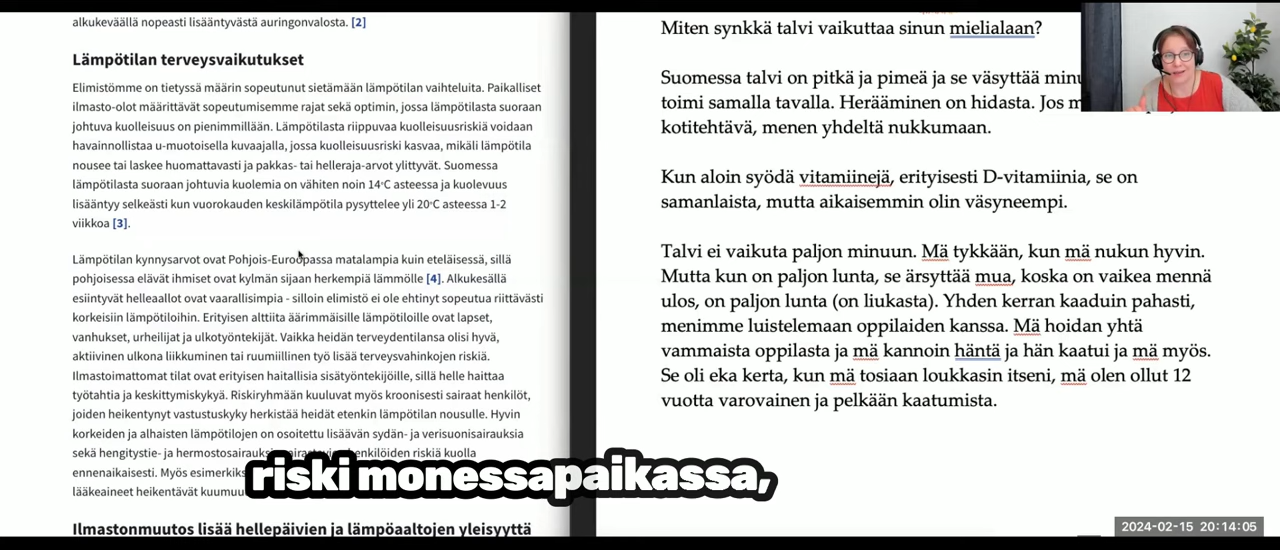 alkukeväällä nopeasti lisääntyvästä auringonvalosta. [2]
Lämpötilan terveysvaikutukset
Elimistömme on tietyssä määrin sopeutunut sietämään lämpötilan vaihteluita. Paikalliset
ilmasto-olot määrittävät sopeutumisemme rajat sekä optimin, jossa lämpötilasta suoraan
johtuva kuolleisuus on pienimmillään. Lämpötilasta riippuvaa kuolleisuusriskiä voidaan
havainnollistaa u-muotoisella kuvaajalla, jossa kuolleisuusriski kasvaa, mikäli lämpötila
nousee tai laskee huomattavasti ja pakkas- tai helleraja-arvot ylittyvät. Suomessa
lämpötilasta suoraan johtuvia kuolemia on vähiten noin 14°C asteessa ja kuolevuus
lisääntyy selkeästi kun vuorokauden keskilämpötila pysyttelee yli 20°C asteessa 1-2
viikkoa [3].
Lämpötilan kynnysarvot ovat Pohjois-Euroopassa matalampia kuin eteläisessä, sillä
pohjoisessa elävät ihmiset ovat kylmän sijaan herkempiä lämmölle [4]. Alkukesällä
esiintyvät helleaallot ovat vaarallisimpia - silloin elimistö ei ole ehtinyt sopeutua riittävästi
korkeisiin lämpötiloihin. Erityisen alttiita äärimmäisille lämpötiloille ovat lapset,
vanhukset, urheilijat ja ulkotyöntekijät. Vaikka heidän terveydentilansa olisi hyvä,
aktiivinen ulkona liikkuminen tai ruumiillinen työ lisää terveysvahinkojen riskiä.
Ilmastoimattomat tilat ovat erityisen haitallisia sisätyöntekijöille, sillä helle haittaa
työtahtia ja keskittymiskykyä. Riskiryhmään kuuluvat myös kroonisesti sairaat henkilöt,
joiden heikentynyt vastustuskyky herkistää heidät etenkin lämpötilan nousulle. Hyvin
korkeiden ja alhaisten lämpötilojen on osoitettu lisäävän sydän- ja verisuonisairauksia
sekä hengitystie- ja hermostosairauksi henkilöiden riskiä kuolla
ennenaikaisesti. Myös esimerkiks
lääkeaineet heikentävät kuumuu
Ilmastonmuutos lisää hellepäivien ja lämpöaaltojen yleisyyttä
Miten synkkä talvi vaikuttaa sinun mielialaan?
Suomessa talvi on pitkä ja pimeä ja se väsyttää minu
toimi samalla tavalla. Herääminen on hidasta. Jos m
kotitehtävä, menen yhdeltä nukkumaan.
Kun aloin syödä vitamiinejä, erityisesti D-vitamiinia, se on
samanlaista, mutta aikaisemmin olin väsyneempi.
Talvi ei vaikuta paljon minuun. Mä tykkään, kun mä nukun hyvin.
Mutta kun on paljon lunta, se ärsyttää mua, koska on vaikea mennä
ulos, on paljon lunta (on liukasta). Yhden kerran kaaduin pahasti,
menimme luistelemaan oppilaiden kanssa. Mä hoidan yhtä
vammaista oppilasta ja mä kannoin häntä ja hän kaatui ja mä myös.
Se oli eka kerta, kun mä tosiaan loukkasin itseni, mä olen ollut 12
vuotta varovainen ja pelkään kaatumista.
riski monessa paikassa,
2024-02-15 20:14:05